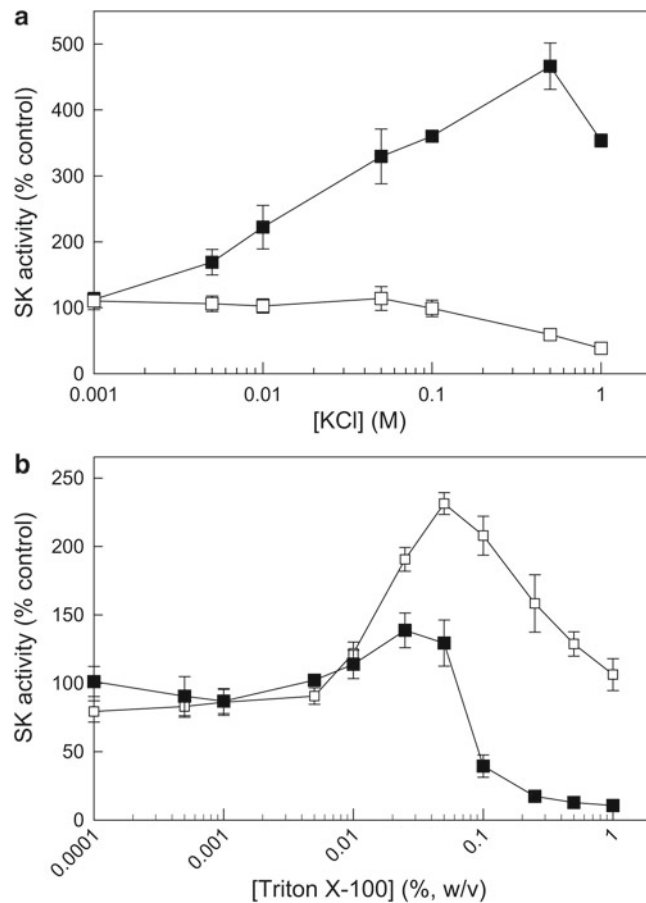 a
500
400
300
200
100
0
SK activity (% control)
0.001 0.01 0.1 1
[KCl] (M)
b
250
200
150
100
50
0
SK activity (% control)
0.0001 0.001 0.01 0.1 1
[Triton X-100] (%, w/v)